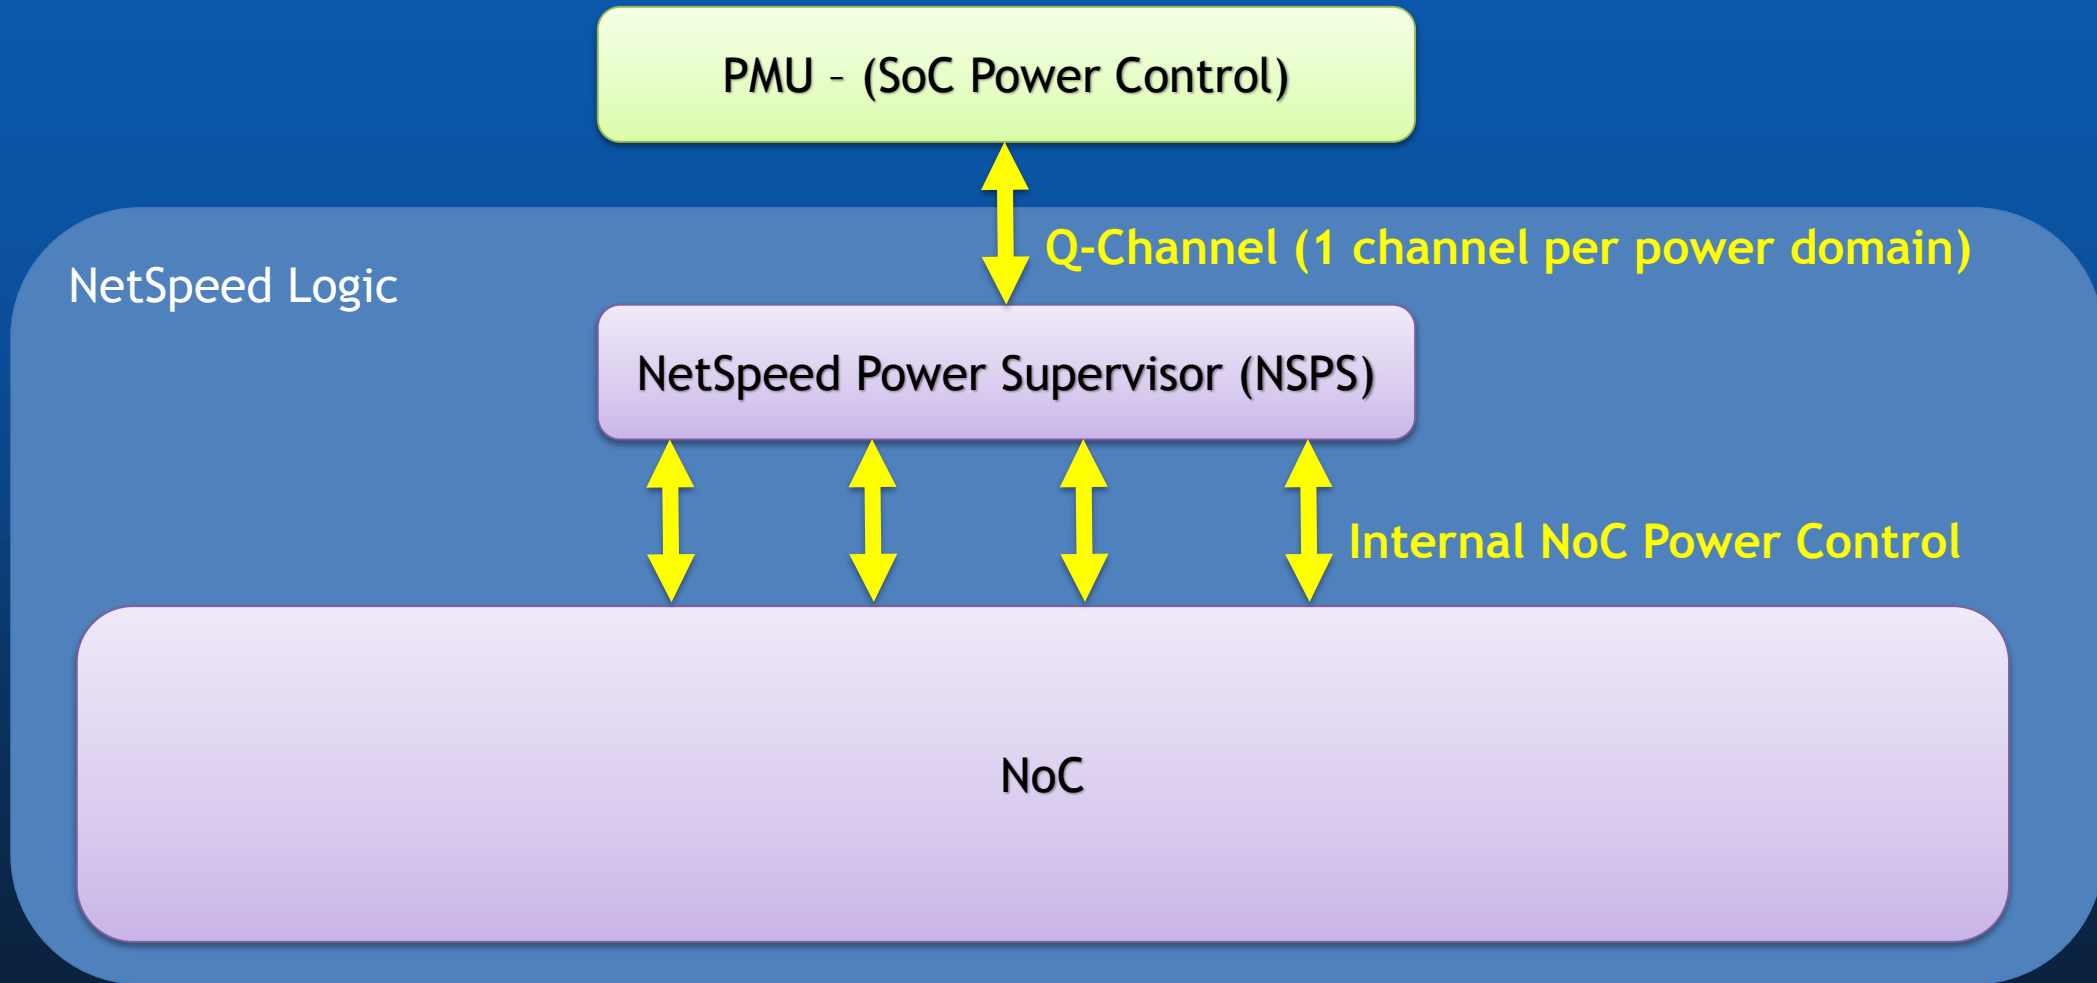 PMU – (SoC Power Control)
Q-Channel (1 channel per power domain)
NetSpeed Logic
NetSpeed Power Supervisor (NSPS)
Internal NoC Power Control
NoC